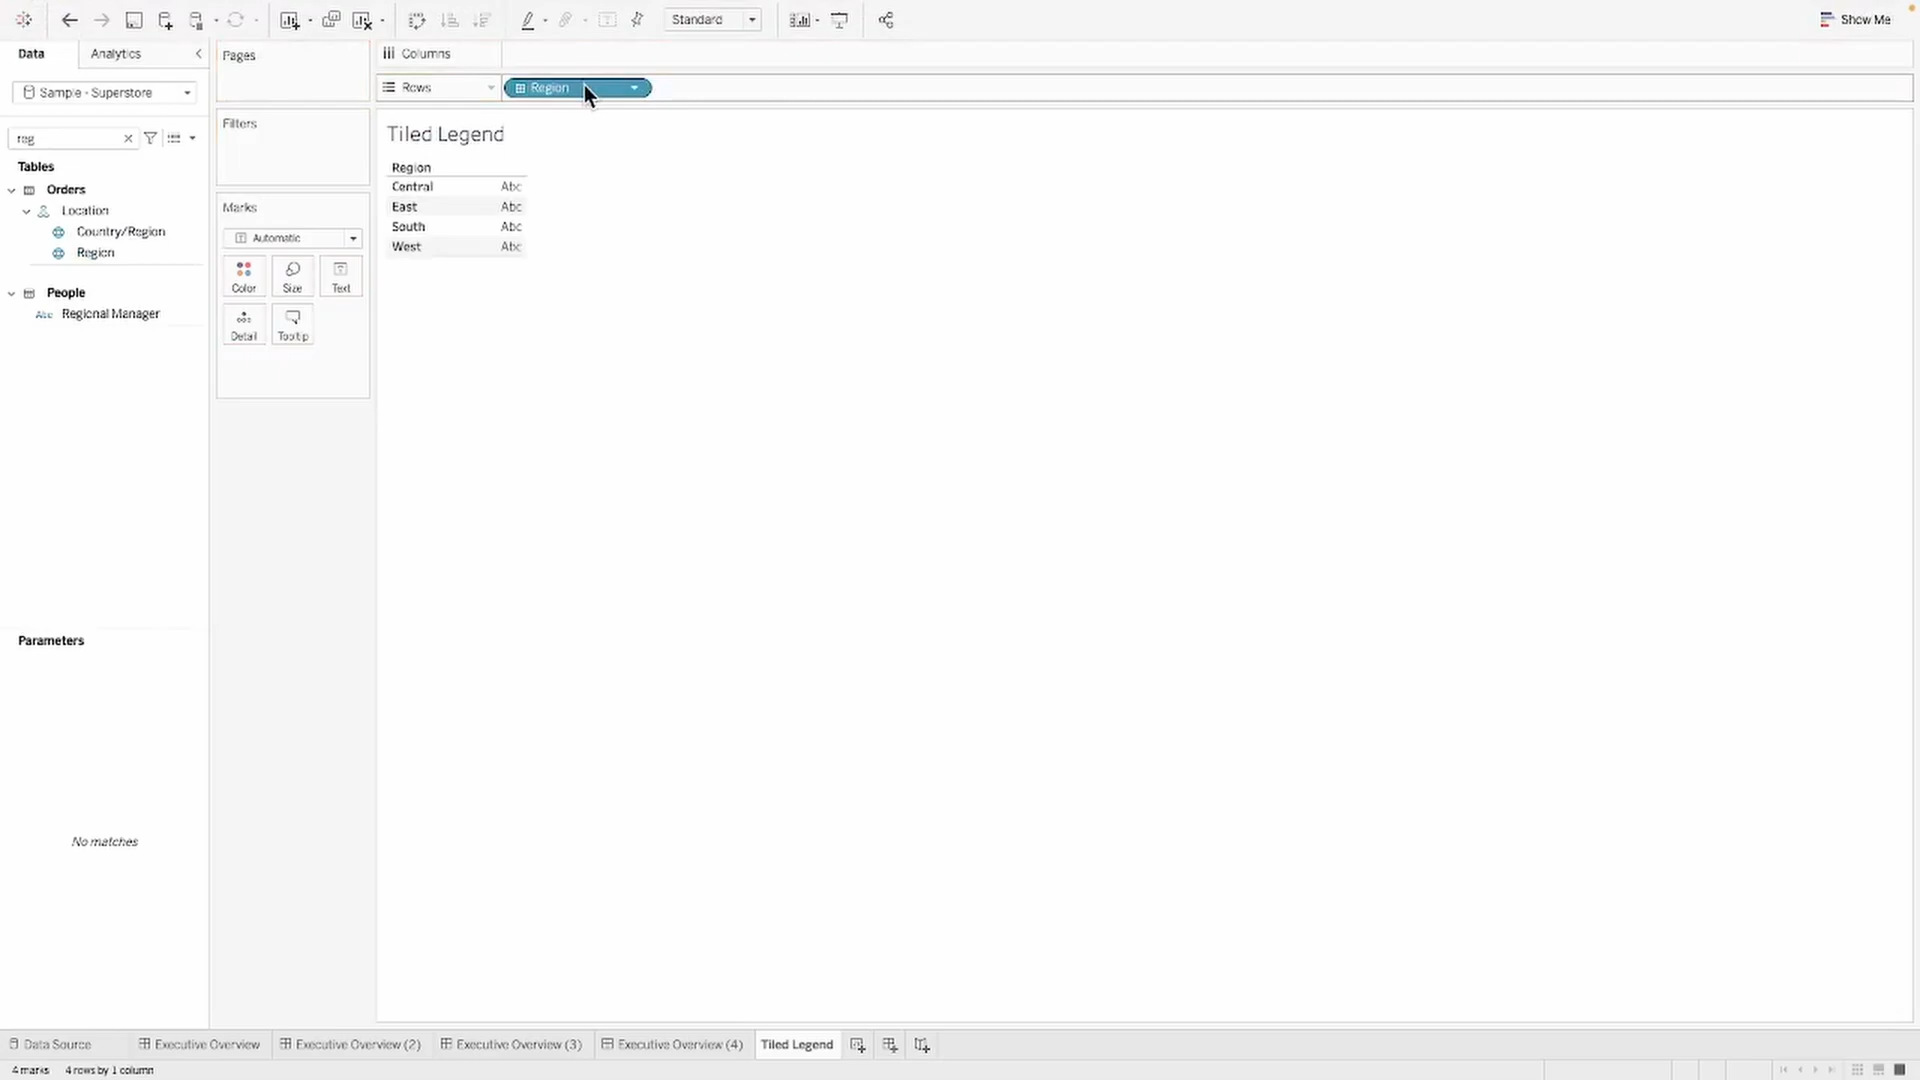 Standard
Show Me
Data
Analytics
Pages
Columns
Rows
Region
Sample - Superstore
reg
Filters
Tiled Legend
Tables
Region
Orders
Central
Abc
Location
East
Abc
Marks
South
Abc
Country/Region
Automatic
West
Abc
Region
Color
Size
Text
People
Abc
Regional Manager
Detail
Tooltip
Parameters
No matches
Data Source
Executive Overview
Executive Overview (2)
Executive Overview (3)
Executive Overview (4)
Tiled Legend
4 marks
4 rows by 1 column